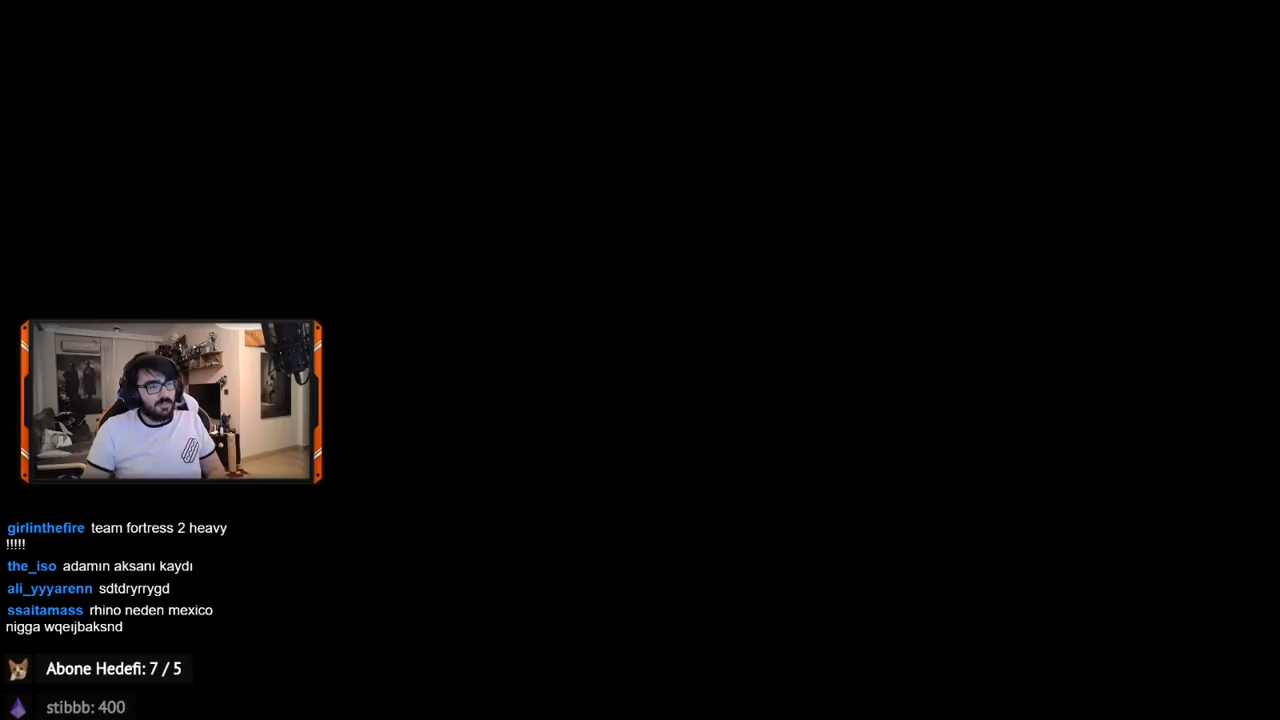 girlinthefire team fortress 2 heavy
!!!!!
the_iso adamın aksanı kaydı
ali_yyyarenn sdtdryrrygd
ssaitamass rhino neden mexico
nigga wqeıjbaksnd
Abone Hedefi: 7 / 5
stibbb: 400